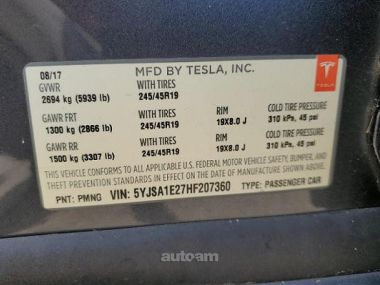 08/17 MFD BY TESLA, INC.
GVWR WITH TIRES
2694 kg (5939 lb) 245/45R19 TESLA
GAWR FRT WITH TIRES RIM COLD TIRE PRESSURE
1300 kg (2866 lb) 245/45R19 19X8.0 J 310 kPa, 45 psi
GAWR RR WITH TIRES RIM COLD TIRE PRESSURE
1500 kg (3307 lb) 245/45R19 19X8.0 J 310 kPa, 45 psi
THIS VEHICLE CONFORMS TO ALL APPLICABLE U.S. FEDERAL MOTOR VEHICLE SAFETY, BUMPER, AND
THEFT PREVENTION STANDARDS IN EFFECT ON THE DATE OF MANUFACTURE SHOWN ABOVE.
PNT: PMNG VIN: 5YJSA1E27HF207360 TYPE: PASSENGER CAR
autoam